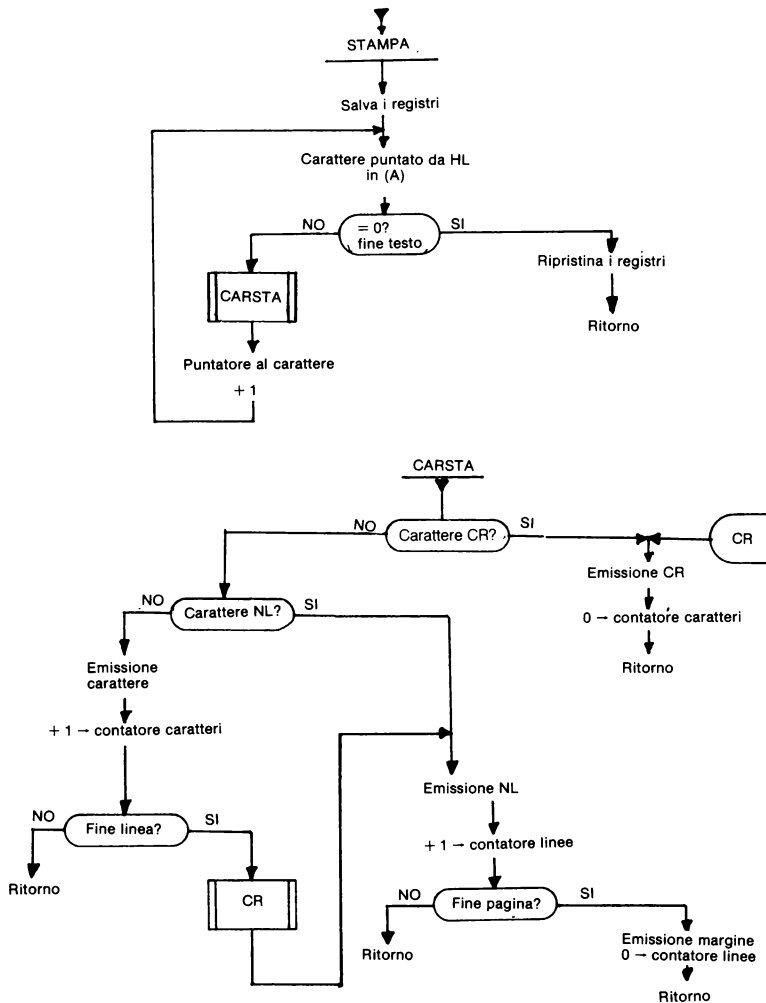 STAMPA
Salva i registri
Carattere puntato da HL
in (A)
NO
= 0?
fine testo
SI
CARSTA
Ripristina i registri
Ritorno
Puntatore al carattere
+ 1
CARSTA
NO
Carattere CR?
SI
CR
Emissione CR
0 → contatore caratteri
Ritorno
NO
Carattere NL?
SI
Emissione
carattere
+ 1 → contatore caratteri
NO
Fine linea?
SI
Ritorno
CR
Emissione NL
+ 1 → contatore linee
NO
Fine pagina?
SI
Ritorno
Emissione margine
0 → contatore linee
Ritorno